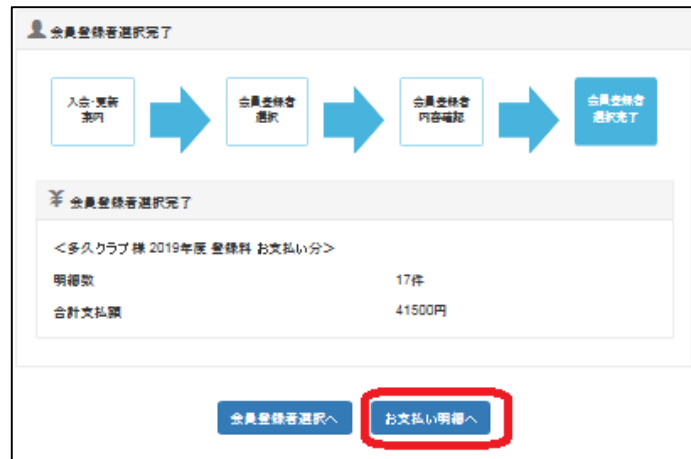 会員登録者選択完了
入会・更新
案内
会員登録者
選択
会員登録者
内容確認
会員登録者
選択完了
¥ 会員登録者選択完了
＜多久クラブ 様 2019年度 登録料 お支払い分＞
明細数 17件
合計支払額 41500円
会員登録者選択へ お支払い明細へ